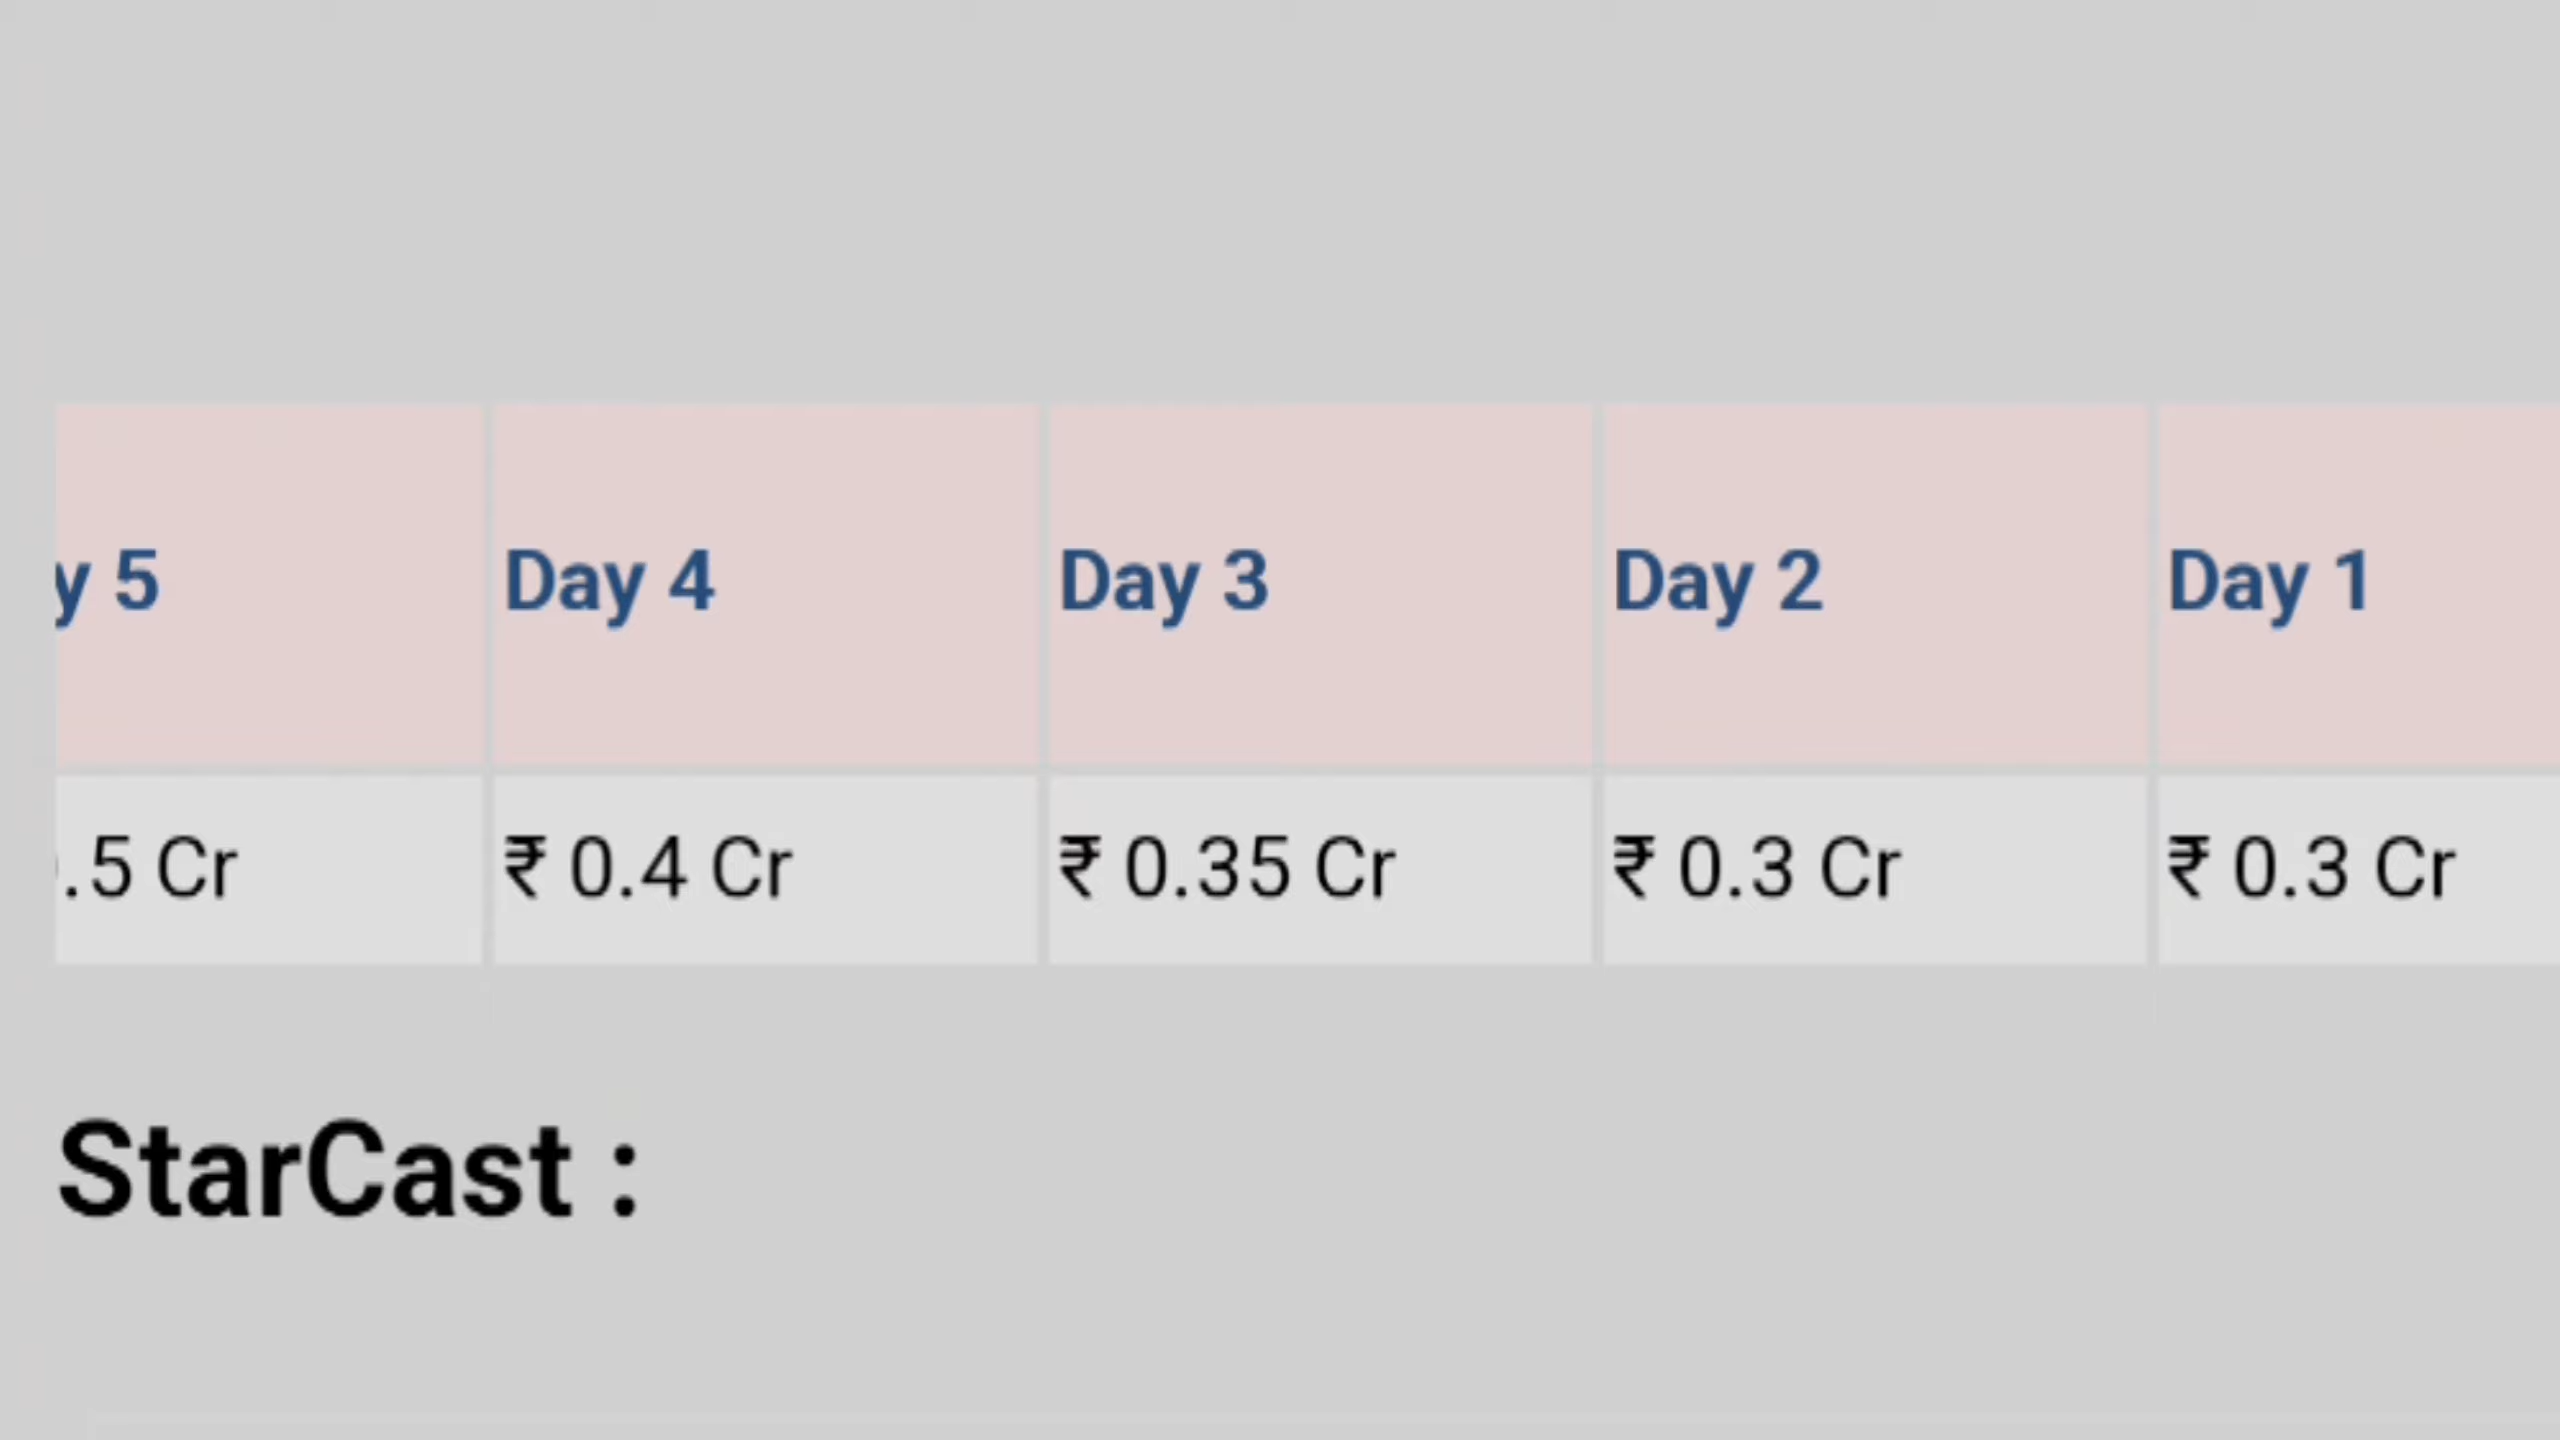 y 5 Day 4 Day 3 Day 2 Day 1
.5 Cr ₹ 0.4 Cr ₹ 0.35 Cr ₹ 0.3 Cr ₹ 0.3 Cr
StarCast :